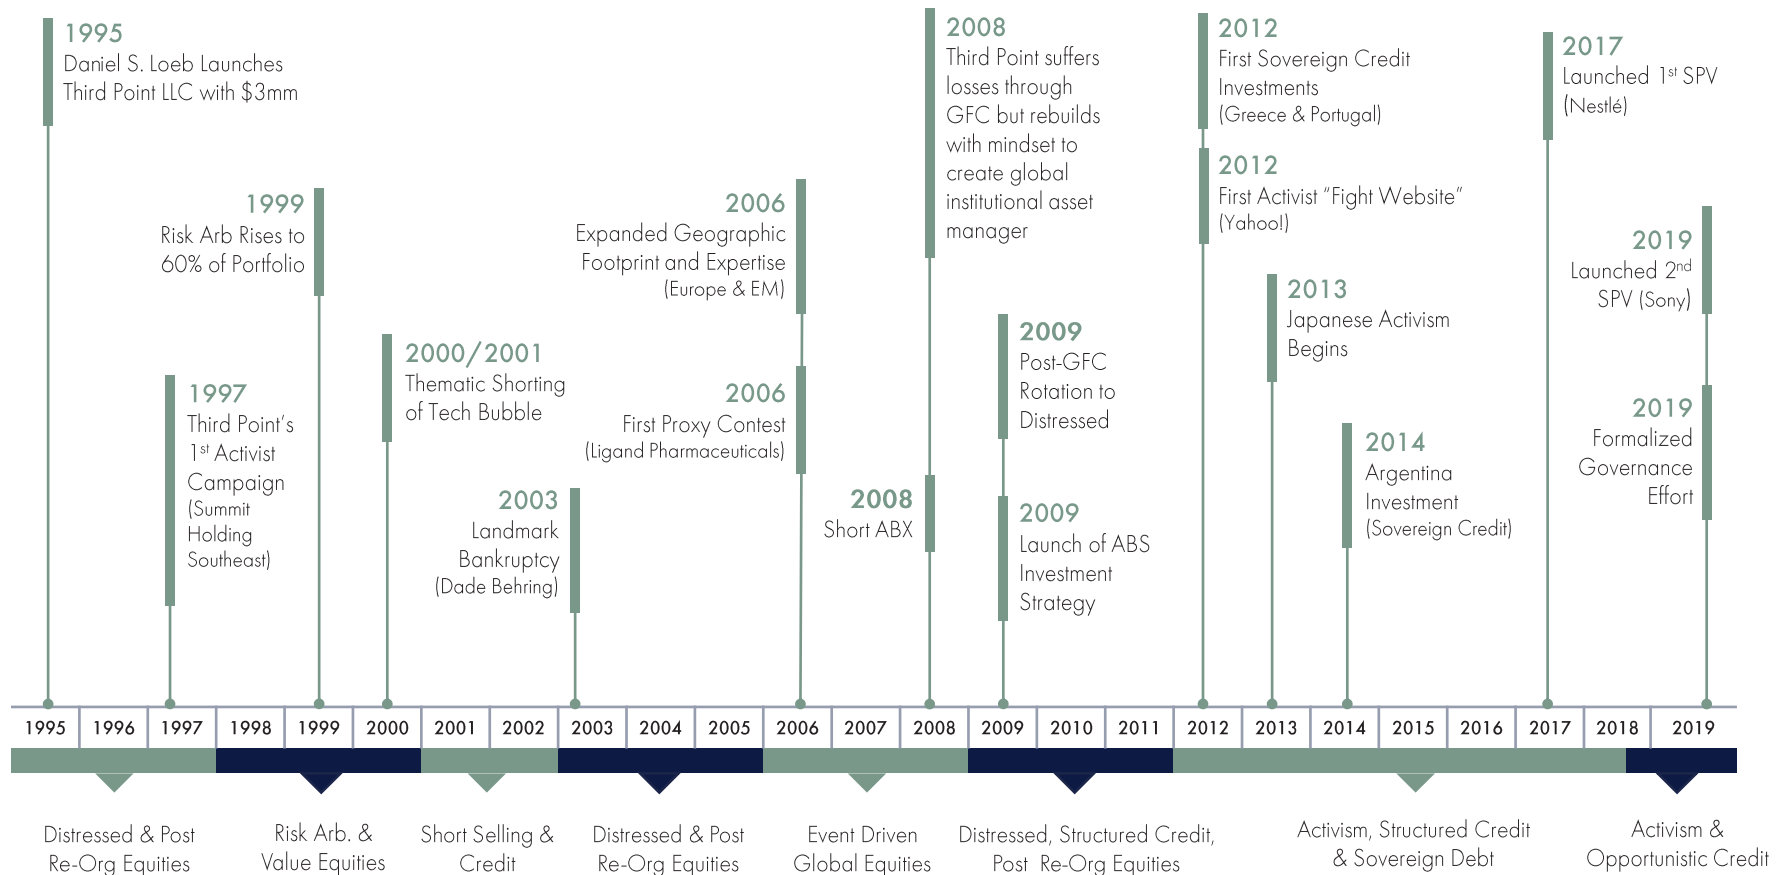 1995
Daniel S. Loeb Launches
Third Point LLC with $3mm
1997
Third Point’s
1st Activist
Campaign
(Summit
Holding
Southeast)
1999
Risk Arb Rises to
60% of Portfolio
2000/2001
Thematic Shorting
of Tech Bubble
2003
Landmark
Bankruptcy
(Dade Behring)
2006
Expanded Geographic
Footprint and Expertise
(Europe & EM)
2006
First Proxy Contest
(Ligand Pharmaceuticals)
2008
Third Point suffers
losses through
GFC but rebuilds
with mindset to
create global
institutional asset
manager
2008
Short ABX
2009
Post-GFC
Rotation to
Distressed
2009
Launch of ABS
Investment
Strategy
2012
First Sovereign Credit
Investments
(Greece & Portugal)
2012
First Activist “Fight Website”
(Yahoo!)
2013
Japanese Activism
Begins
2014
Argentina
Investment
(Sovereign Credit)
2017
Launched 1st SPV
(Nestlé)
2019
Launched 2nd
SPV (Sony)
2019
Formalized
Governance
Effort
1995 1996 1997 1998 1999 2000 2001 2002 2003 2004 2005 2006 2007 2008 2009 2010 2011 2012 2013 2014 2015 2016 2017 2018 2019
Distressed & Post
Re-Org Equities
Risk Arb. &
Value Equities
Short Selling &
Credit
Distressed & Post
Re-Org Equities
Event Driven
Global Equities
Distressed, Structured Credit,
Post Re-Org Equities
Activism, Structured Credit
& Sovereign Debt
Activism &
Opportunistic Credit